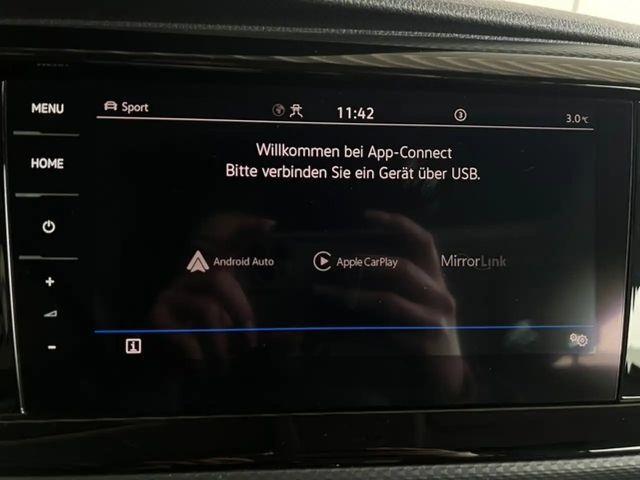 MENU
Sport
11:42
3
3.0°C
HOME
Willkommen bei App-Connect
Bitte verbinden Sie ein Gerät über USB.
Android Auto
Apple CarPlay
MirrorLink
+
-
i